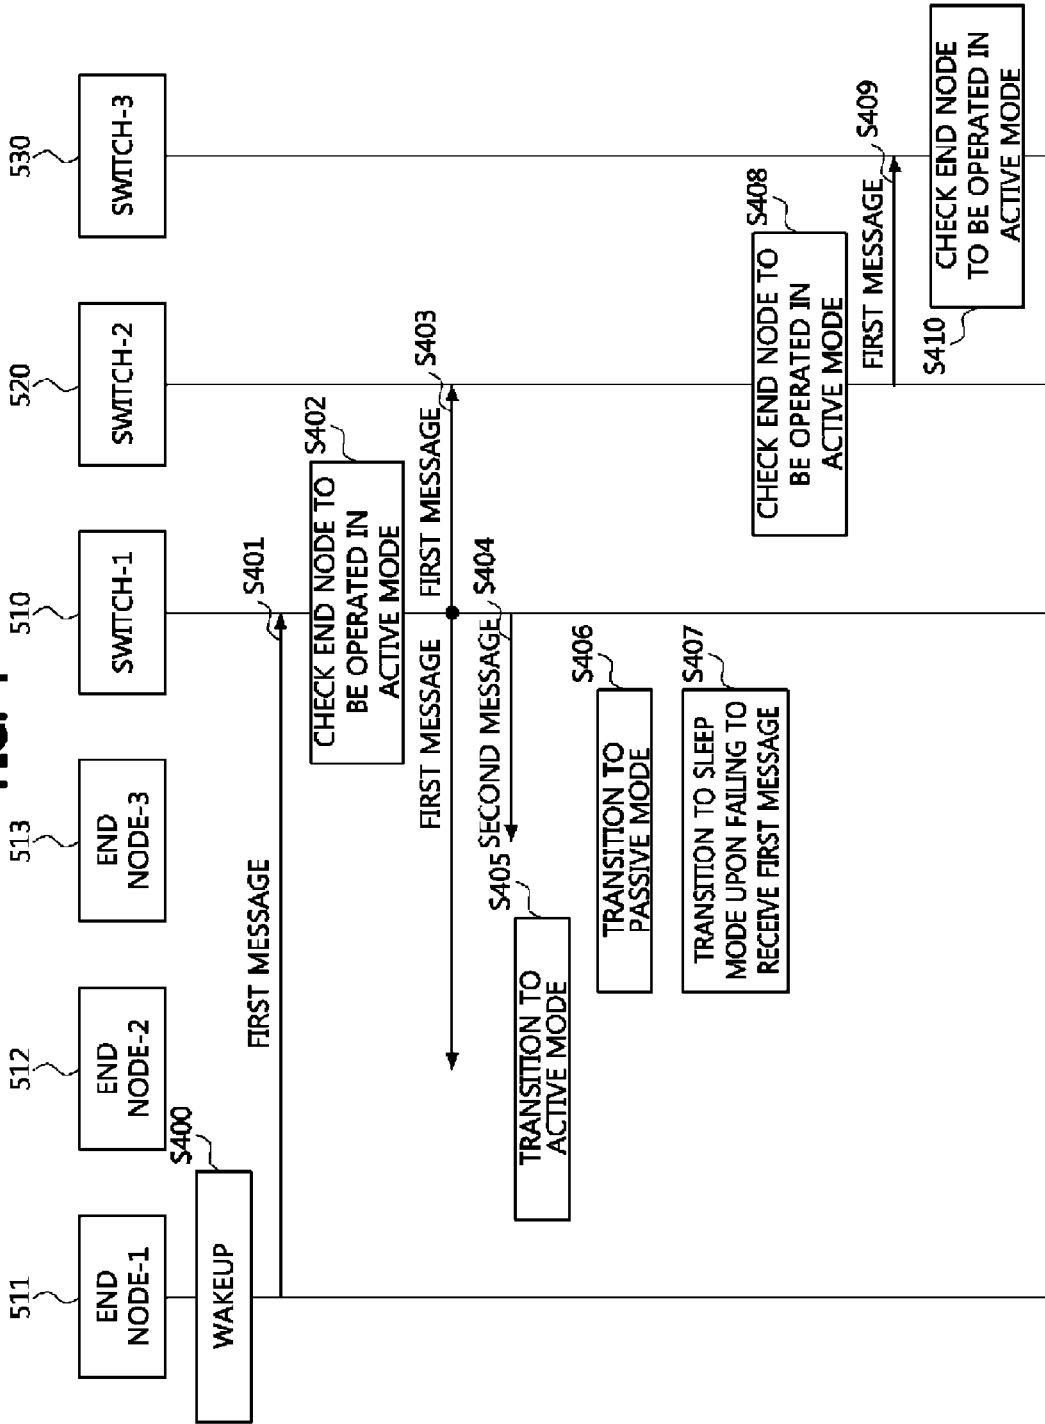 511
512
513
510
520
530
END
NODE-1
END
NODE-2
END
NODE-3
SWITCH-1
SWITCH-2
SWITCH-3
WAKEUP
S400
FIRST MESSAGE
S401
CHECK END NODE TO
BE OPERATED IN
ACTIVE MODE
S402
FIRST MESSAGE
FIRST MESSAGE
S403
SECOND MESSAGE
S404
TRANSITION TO
ACTIVE MODE
S405
TRANSITION TO
PASSIVE MODE
S406
TRANSITION TO SLEEP
MODE UPON FAILING TO
RECEIVE FIRST MESSAGE
S407
CHECK END NODE TO
BE OPERATED IN
ACTIVE MODE
S408
FIRST MESSAGE
S409
S410
CHECK END NODE
TO BE OPERATED IN
ACTIVE MODE